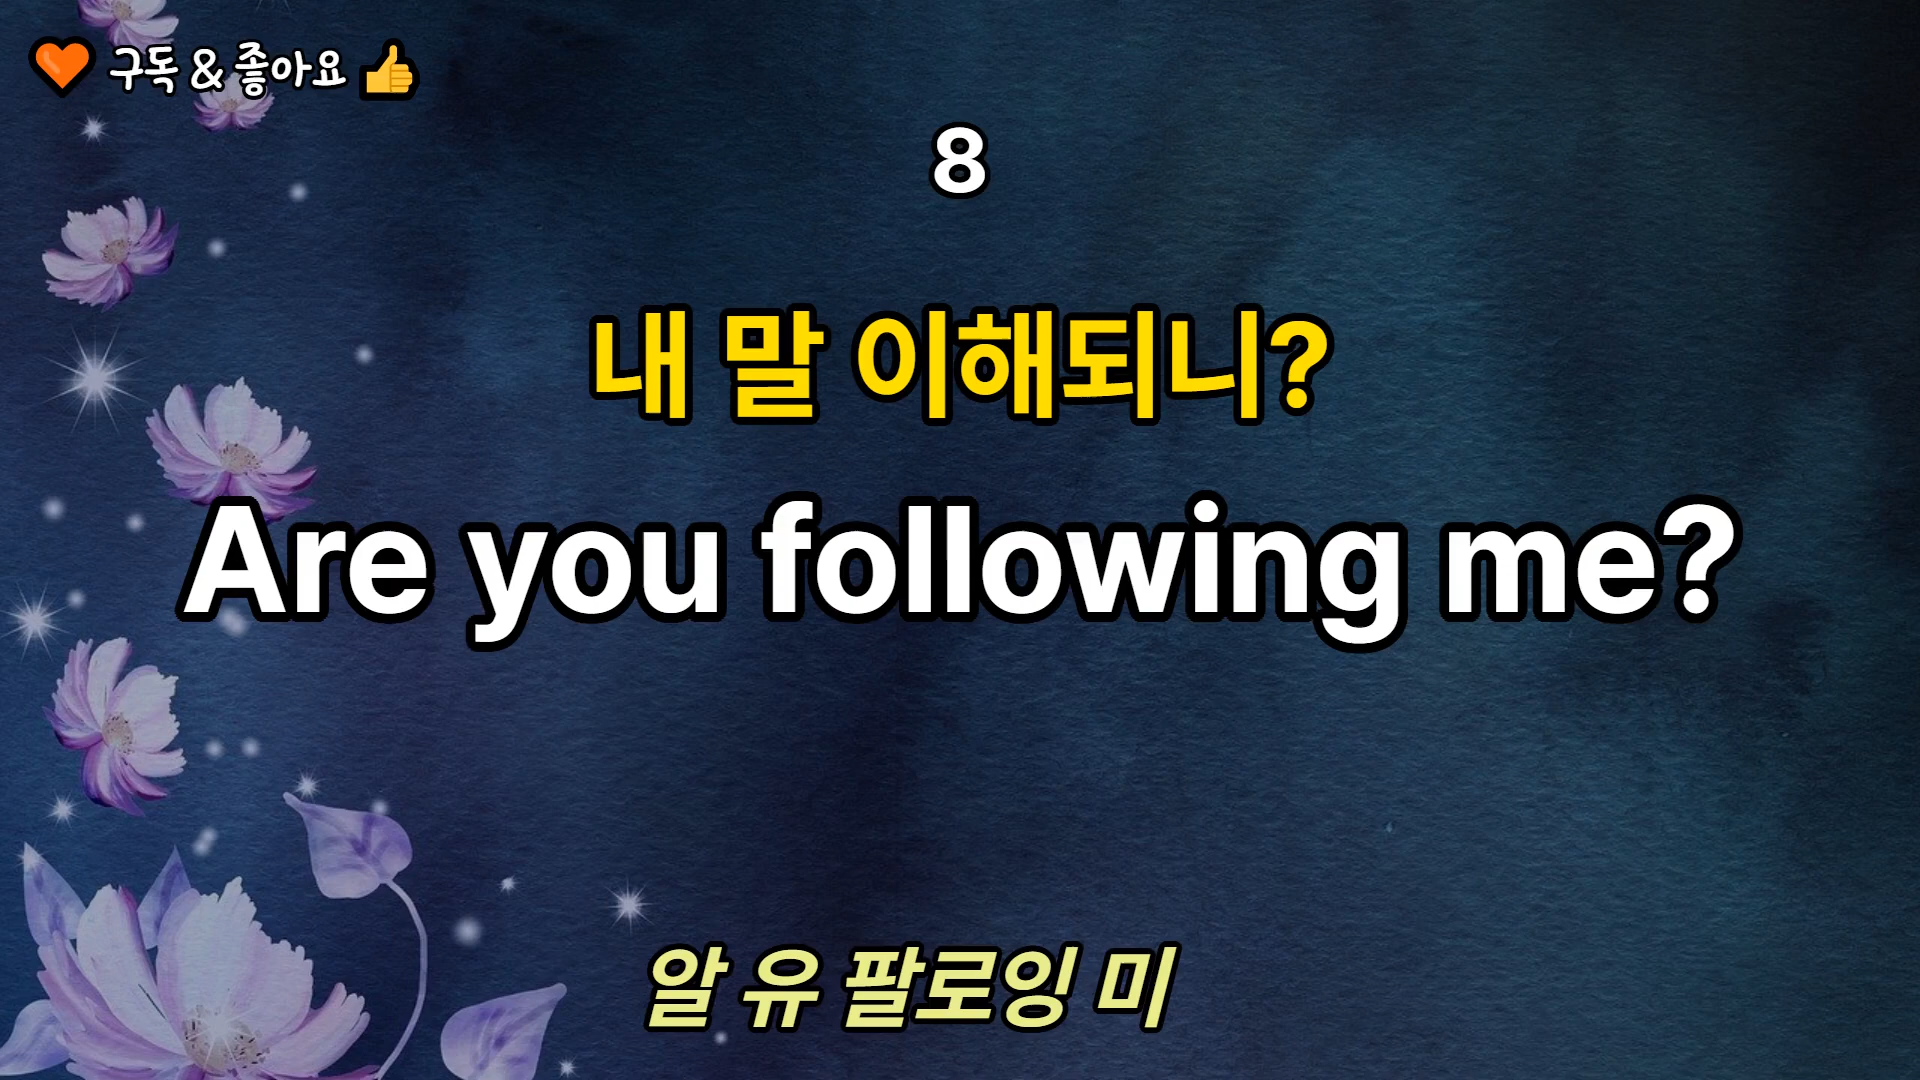 🧡 구독 & 좋아요 👍
8
내 말 이해되니?
Are you following me?
알 유 팔로잉 미